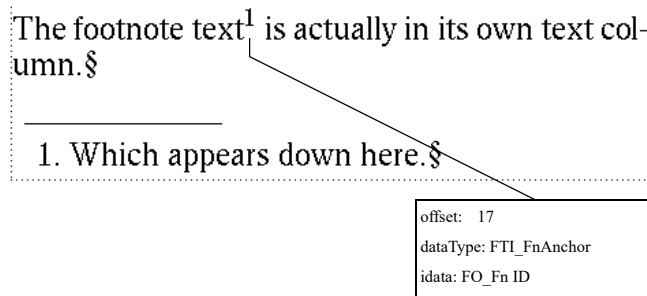 The footnote text1 is actually in its own text col-
umn.§
1. Which appears down here.§
offset: 17
dataType: FTI_FnAnchor
idata: FO_Fn ID